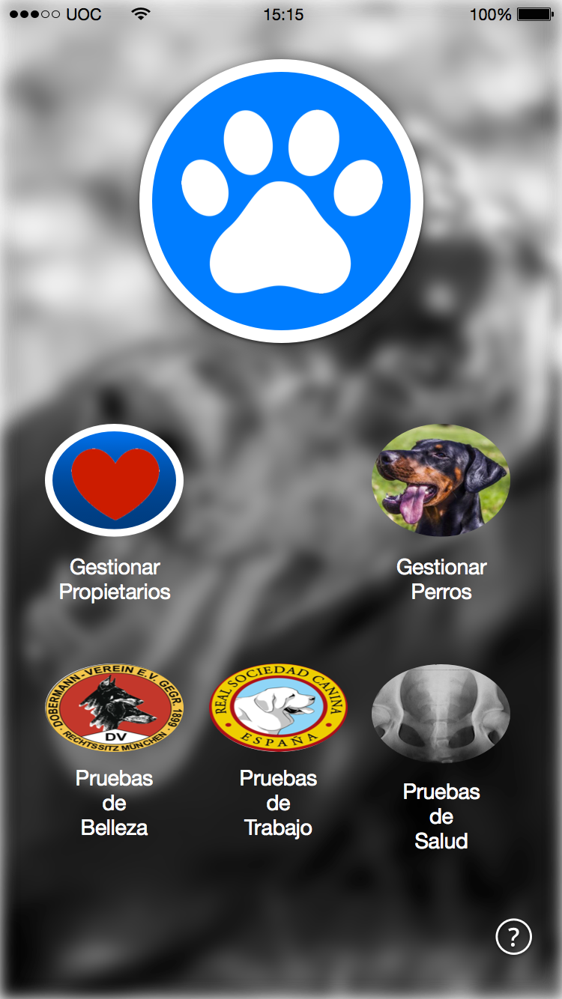 UOC 15:15 100%
Gestionar
Propietarios
Gestionar
Perros
DOBERMANN-VEREIN E.V. GEGR. 1899
DV
· RECHTSSITZ MÜNCHEN ·
REAL SOCIEDAD CANINA
• ESPAÑA •
Pruebas
de
Belleza
Pruebas
de
Trabajo
Pruebas
de
Salud
?